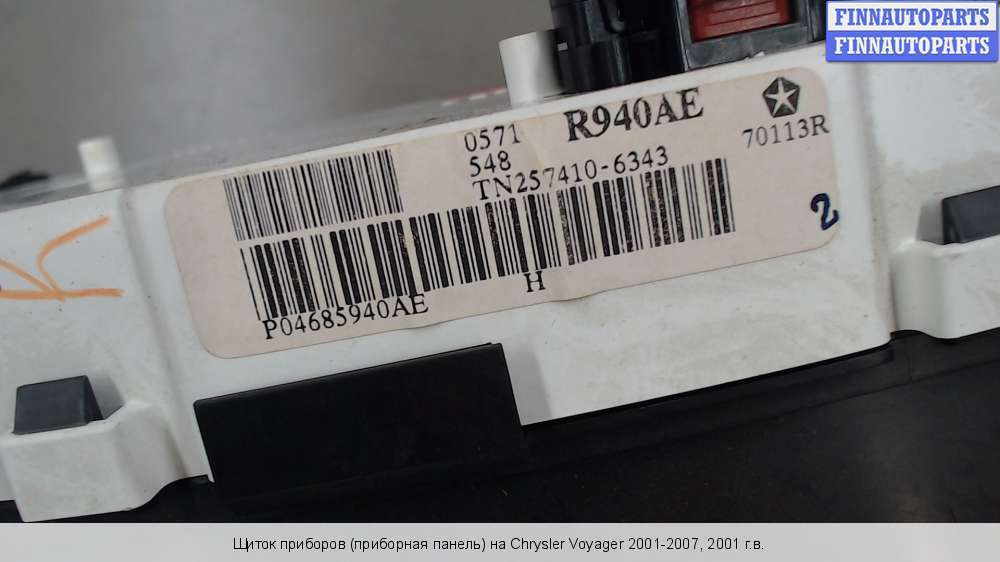 FINNAUTOPARTS
FINNAUTOPARTS
0571 R940AE
548
TN257410-6343
70113R
2
P04685940AE
H
Щиток приборов (приборная панель) на Chrysler Voyager 2001-2007, 2001 г.в.